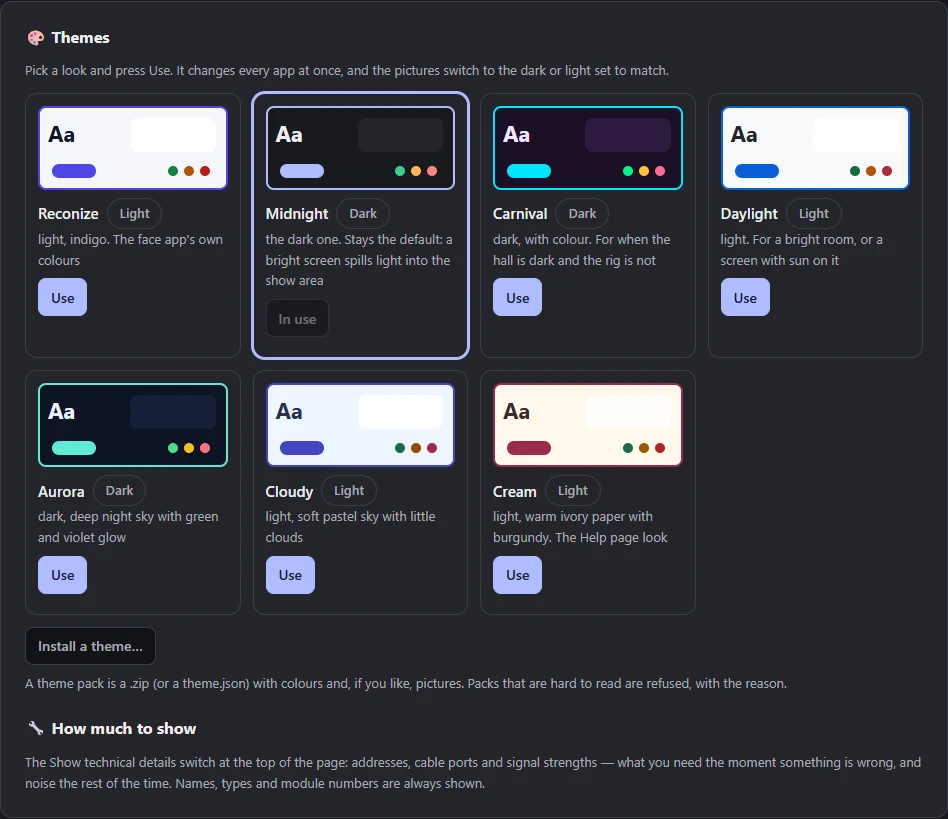 🎨 Themes
Pick a look and press Use. It changes every app at once, and the pictures switch to the dark or light set to match.
Aa
Reconize Light
light, indigo. The face app's own
colours
Use
Aa
Midnight Dark
the dark one. Stays the default: a
bright screen spills light into the
show area
In use
Aa
Carnival Dark
dark, with colour. For when the
hall is dark and the rig is not
Use
Aa
Daylight Light
light. For a bright room, or a
screen with sun on it
Use
Aa
Aurora Dark
dark, deep night sky with green
and violet glow
Use
Aa
Cloudy Light
light, soft pastel sky with little
clouds
Use
Aa
Cream Light
light, warm ivory paper with
burgundy. The Help page look
Use
Install a theme...
A theme pack is a .zip (or a theme.json) with colours and, if you like, pictures. Packs that are hard to read are refused, with the reason.
🔧 How much to show
The Show technical details switch at the top of the page: addresses, cable ports and signal strengths — what you need the moment something is wrong, and
noise the rest of the time. Names, types and module numbers are always shown.